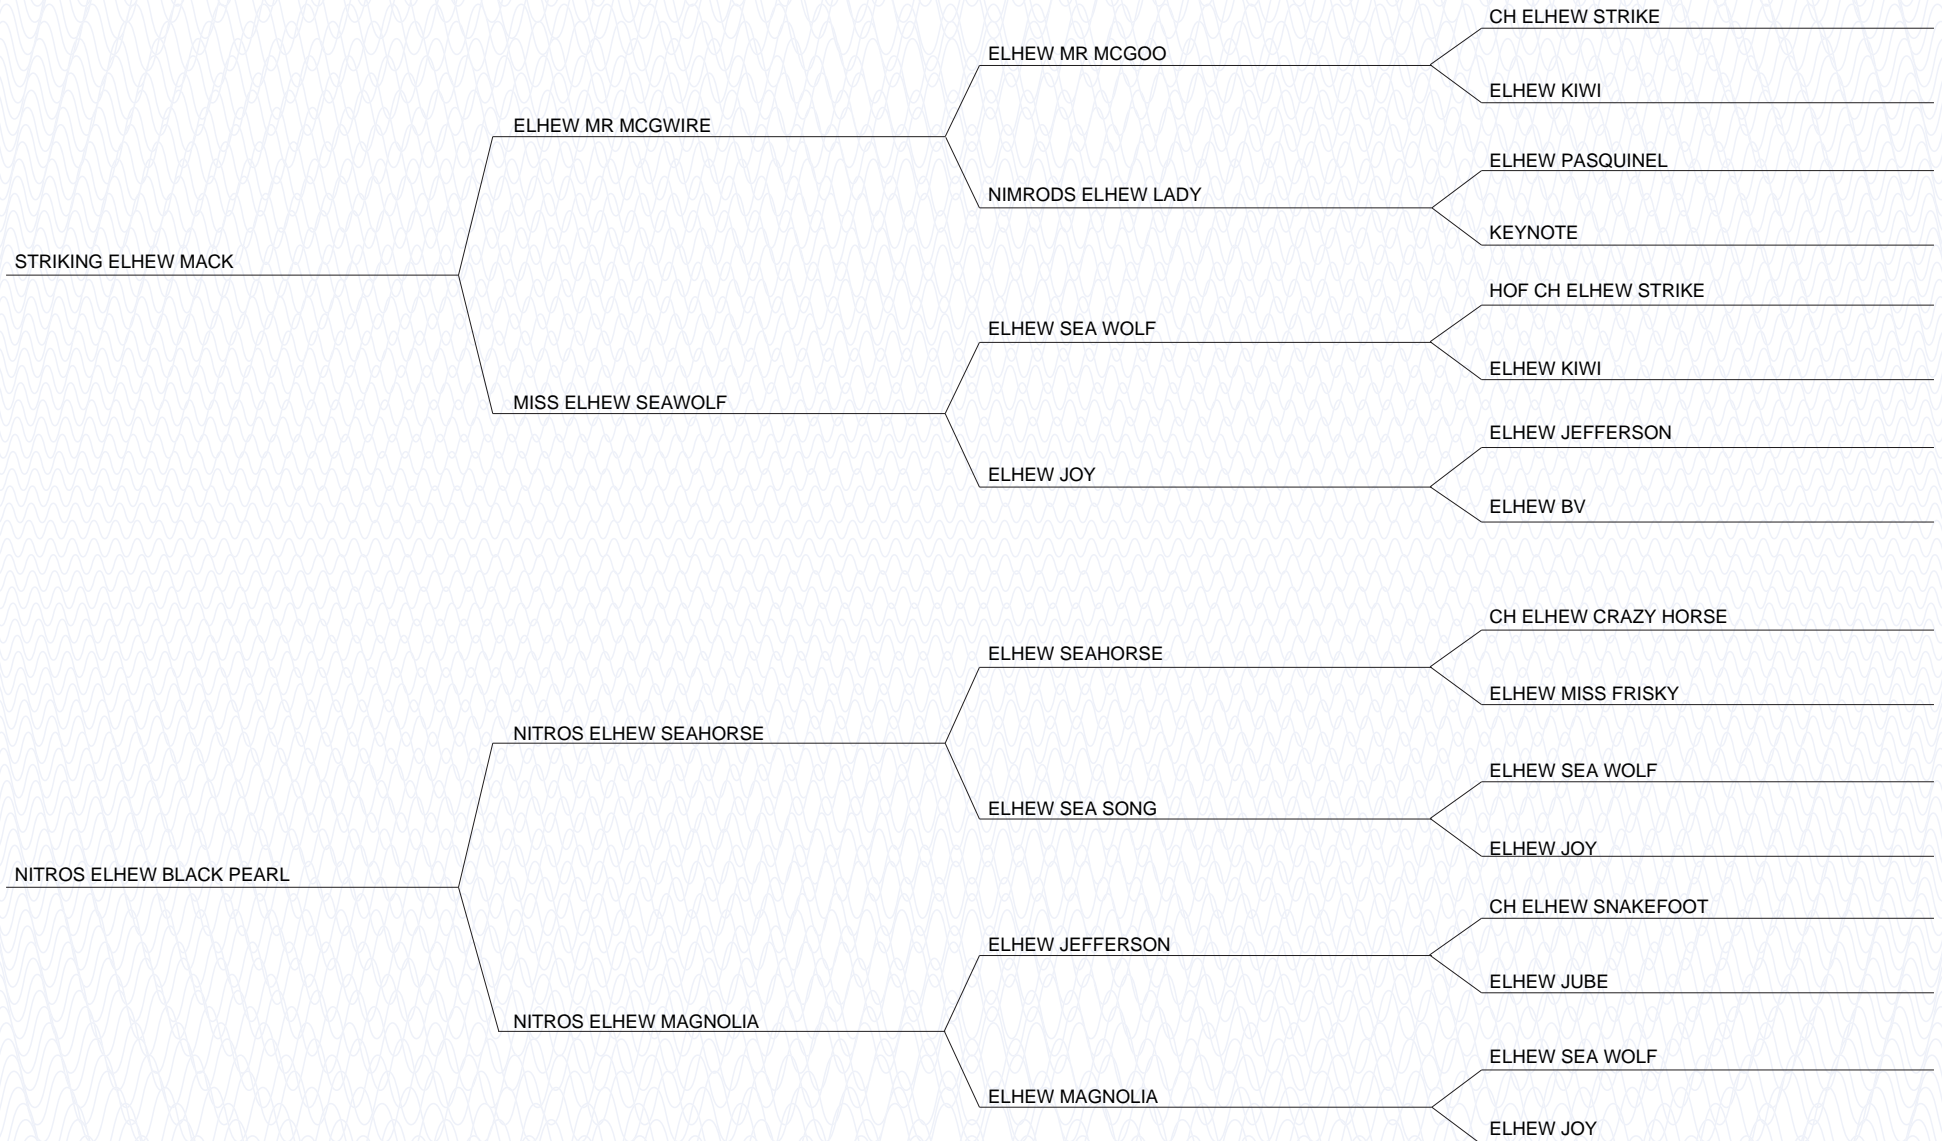 CH ELHEW STRIKE
ELHEW MR MCGOO
ELHEW KIWI
ELHEW MR MCGWIRE
ELHEW PASQUINEL
NIMRODS ELHEW LADY
KEYNOTE
STRIKING ELHEW MACK
HOF CH ELHEW STRIKE
ELHEW SEA WOLF
ELHEW KIWI
MISS ELHEW SEAWOLF
ELHEW JEFFERSON
ELHEW JOY
ELHEW BV
CH ELHEW CRAZY HORSE
ELHEW SEAHORSE
ELHEW MISS FRISKY
NITROS ELHEW SEAHORSE
ELHEW SEA WOLF
ELHEW SEA SONG
ELHEW JOY
NITROS ELHEW BLACK PEARL
CH ELHEW SNAKEFOOT
ELHEW JEFFERSON
ELHEW JUBE
NITROS ELHEW MAGNOLIA
ELHEW SEA WOLF
ELHEW MAGNOLIA
ELHEW JOY